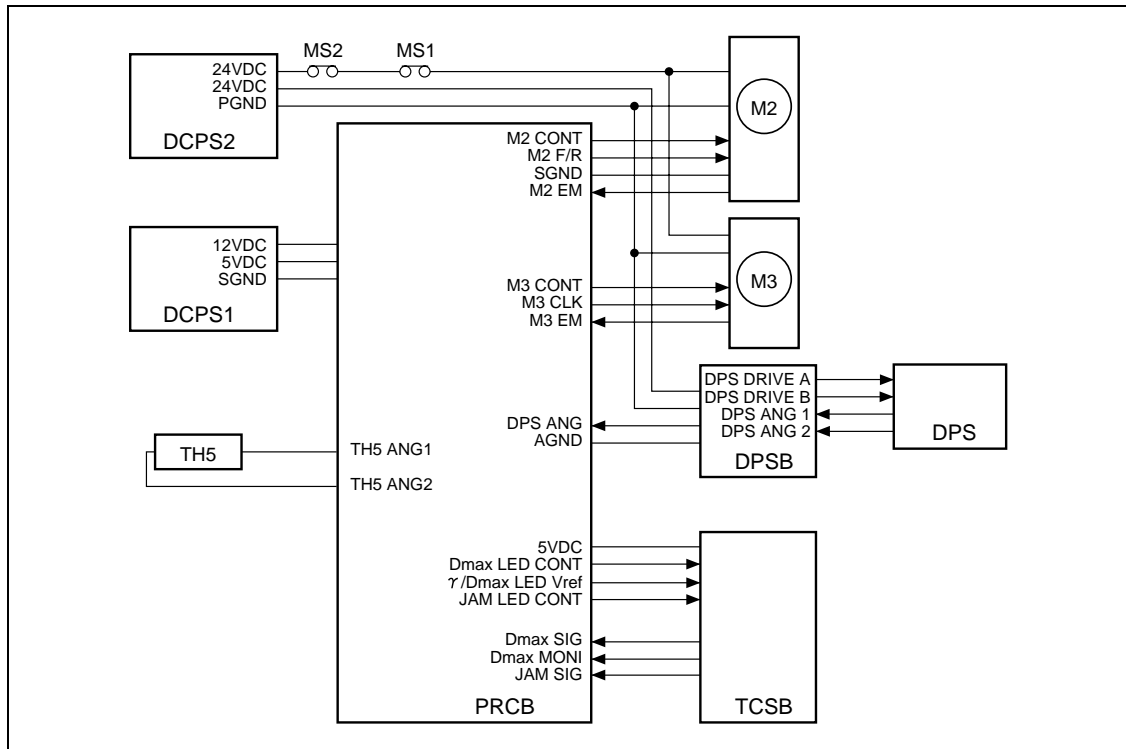 MS2
MS1
24VDC
24VDC
PGND
DCPS2
M2
M2 CONT
M2 F/R
SGND
M2 EM
12VDC
5VDC
SGND
DCPS1
M3
M3 CONT
M3 CLK
M3 EM
DPS DRIVE A
DPS DRIVE B
DPS ANG 1
DPS ANG 2
DPSB
DPS
DPS ANG
AGND
TH5
TH5 ANG1
TH5 ANG2
5VDC
Dmax LED CONT
γ/Dmax LED Vref
JAM LED CONT
Dmax SIG
Dmax MONI
JAM SIG
PRCB
TCSB